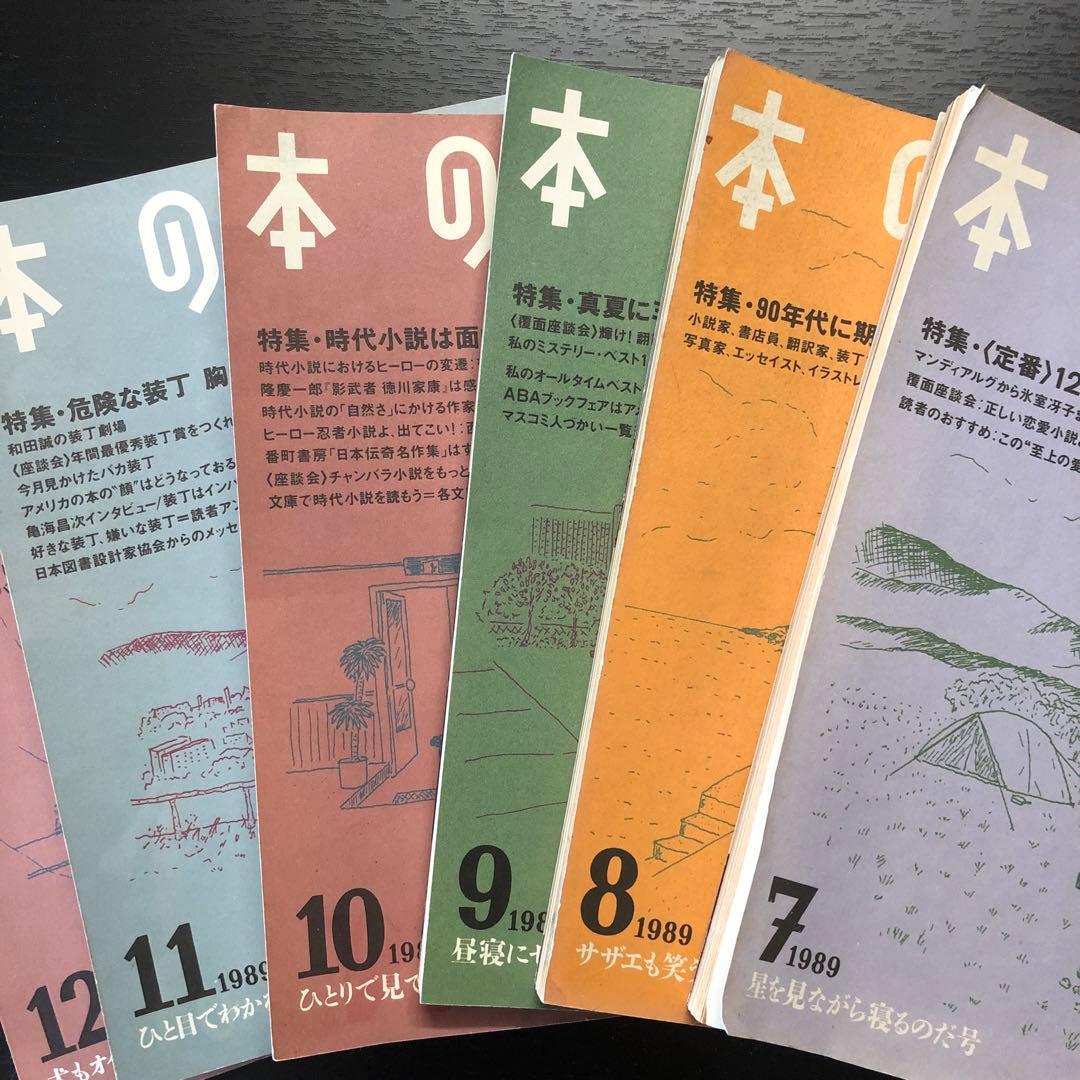 本の
特集・危険な装丁 胸
和田誠の装丁劇場
〈座談会〉年間最優秀装丁賞をつくれ
今月見かけたバカ装丁
アメリカの本の"顔"はどうなっておる
亀海昌次インタビュー/装丁はインパ
好きな装丁、嫌いな装丁=読者アン
日本図書設計家協会からのメッセ
12
犬もオ
11 1989
ひと目でわか
本の
特集・時代小説は面
時代小説におけるヒーローの変遷:
隆慶一郎『影武者 徳川家康』は感
時代小説の「自然さ」にかける作家
ヒーロー忍者小説よ、出てこい!:西
番町書房「日本伝奇名作集」はす
〈座談会〉チャンバラ小説をもっと
文庫で時代小説を読もう=各文
10 198
ひとりで見て
本
特集・真夏に
〈覆面座談会〉輝け!翻
私のミステリー・ベスト1
私のオールタイムベスト
ABAブックフェアはア
マスコミ人づかい一覧
9 198
昼寝に
本の
特集・90年代に期
小説家、書店員、翻訳家、装丁
写真家、エッセイスト、イラストレ
8 1989
サザエも笑
本
特集・〈定番〉12
マンディアルグから氷室冴子
覆面座談会:正しい恋愛小説
読者のおすすめ:この"至上の愛
7 1989
星を見ながら寝るのだ号